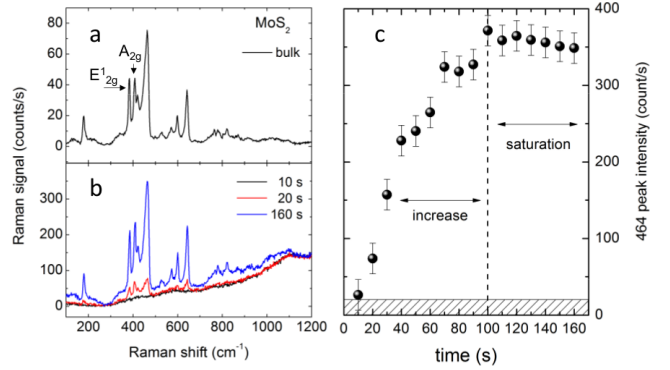 MoS2
a
bulk
A2g
E12g
80
60
40
20
0
b
10 s
20 s
160 s
300
200
100
0
Raman signal (counts/s)
200 400 600 800 1000 1200
Raman shift (cm-1)
c
400
300
200
100
0
saturation
increase
464 peak intensity (counts/s)
0 20 40 60 80 100 120 140 160
time (s)